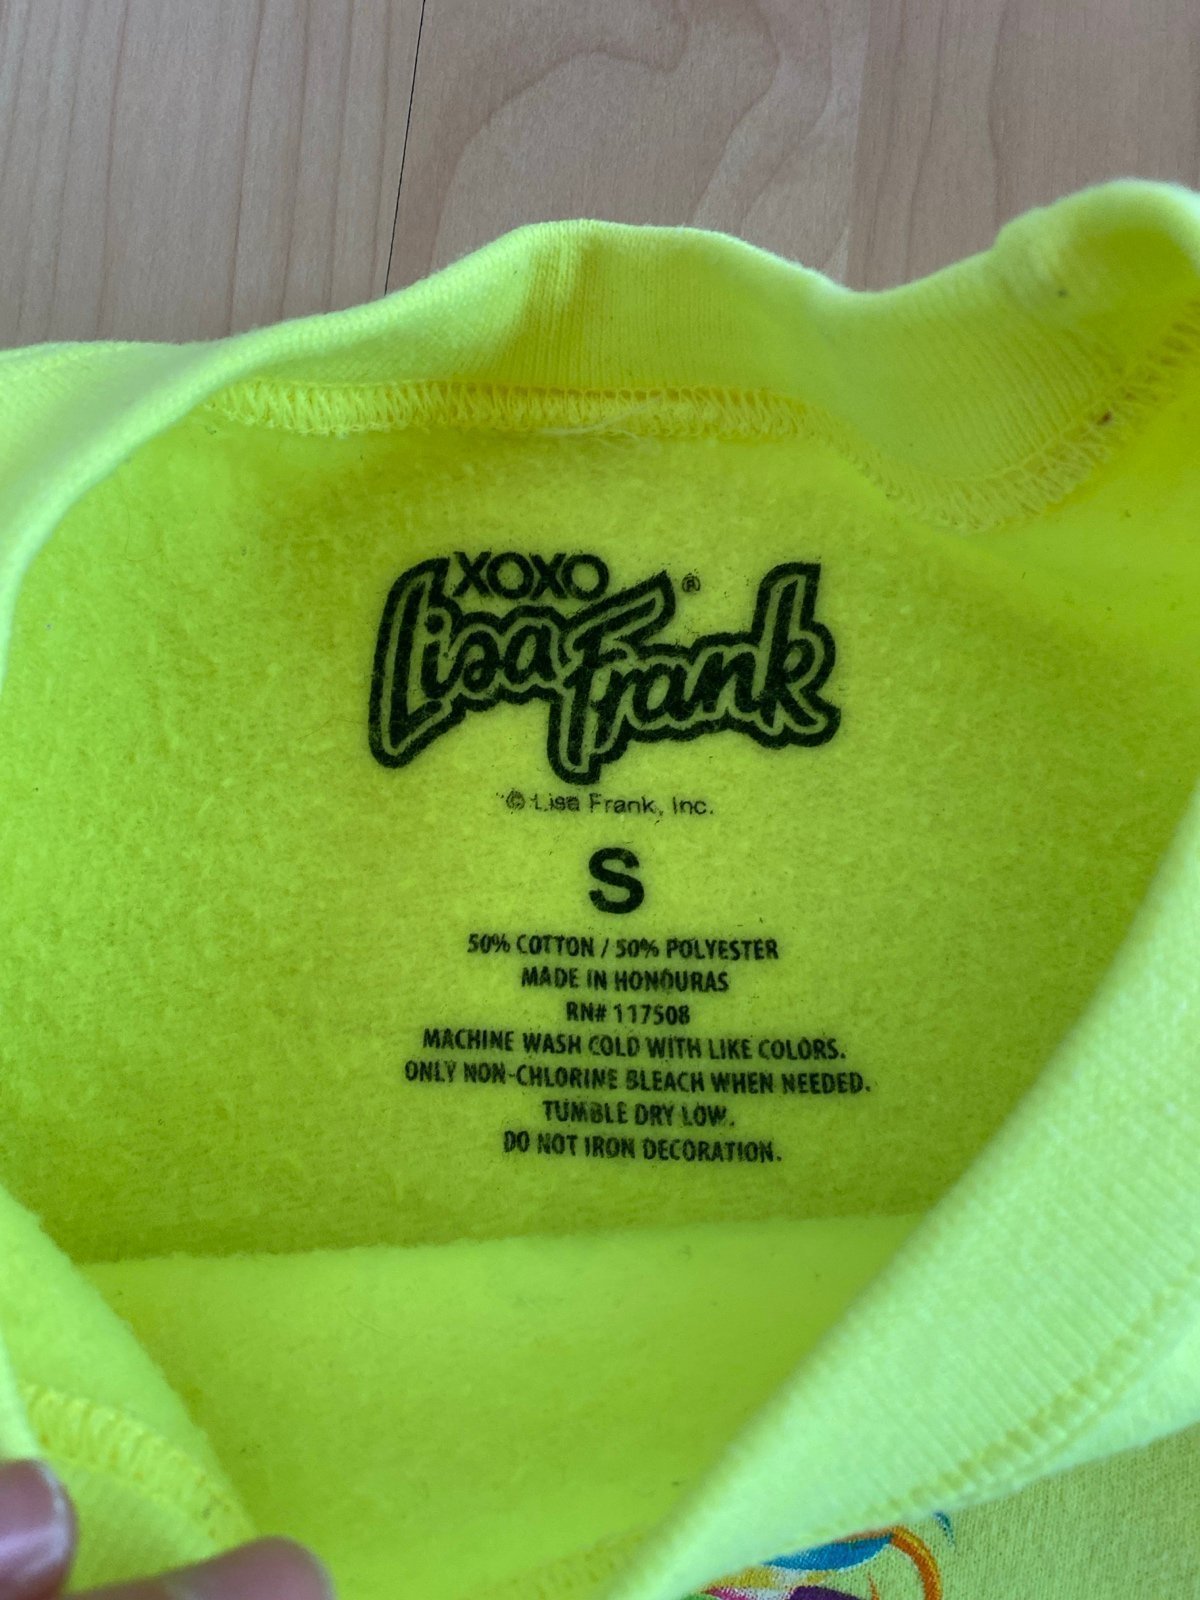 XOXO
Lisa Frank ®
© Lisa Frank, Inc.
S
50% COTTON / 50% POLYESTER
MADE IN HONDURAS
RN# 117508
MACHINE WASH COLD WITH LIKE COLORS.
ONLY NON-CHLORINE BLEACH WHEN NEEDED.
TUMBLE DRY LOW.
DO NOT IRON DECORATION.